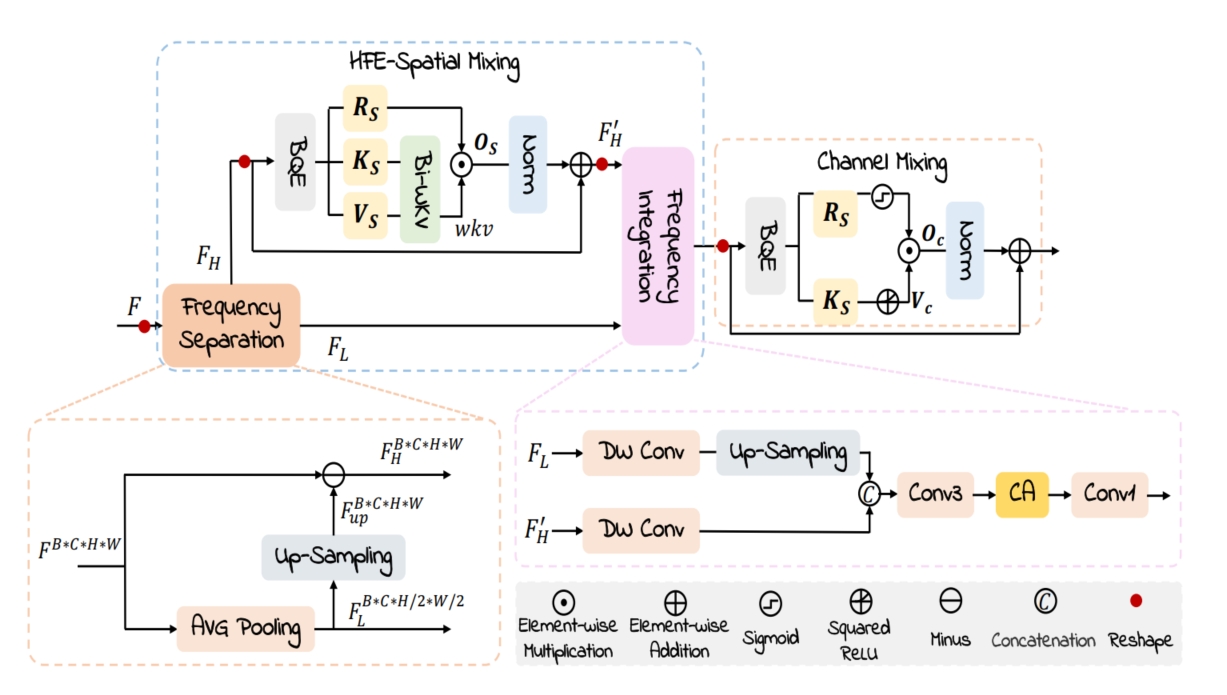 HFE-Spatial Mixing
R_S
K_S
V_S
BQE
Bi-WKV
O_S
wkv
Norm
F'_H
Frequency
Integration
F_H
F
Frequency
Separation
F_L
Channel Mixing
BQE
R_S
K_S
O_c
V_c
Norm
F_H^{B*C*H*W}
F_{up}^{B*C*H*W}
F^{B*C*H*W}
Up-Sampling
AVG Pooling
F_L^{B*C*H/2*W/2}
F_L
DW Conv
Up-Sampling
C
Conv3
CA
Conv1
F'_H
DW Conv
C
Element-wise
Multiplication
Element-wise
Addition
Sigmoid
Squared
ReLU
Minus
Concatenation
Reshape